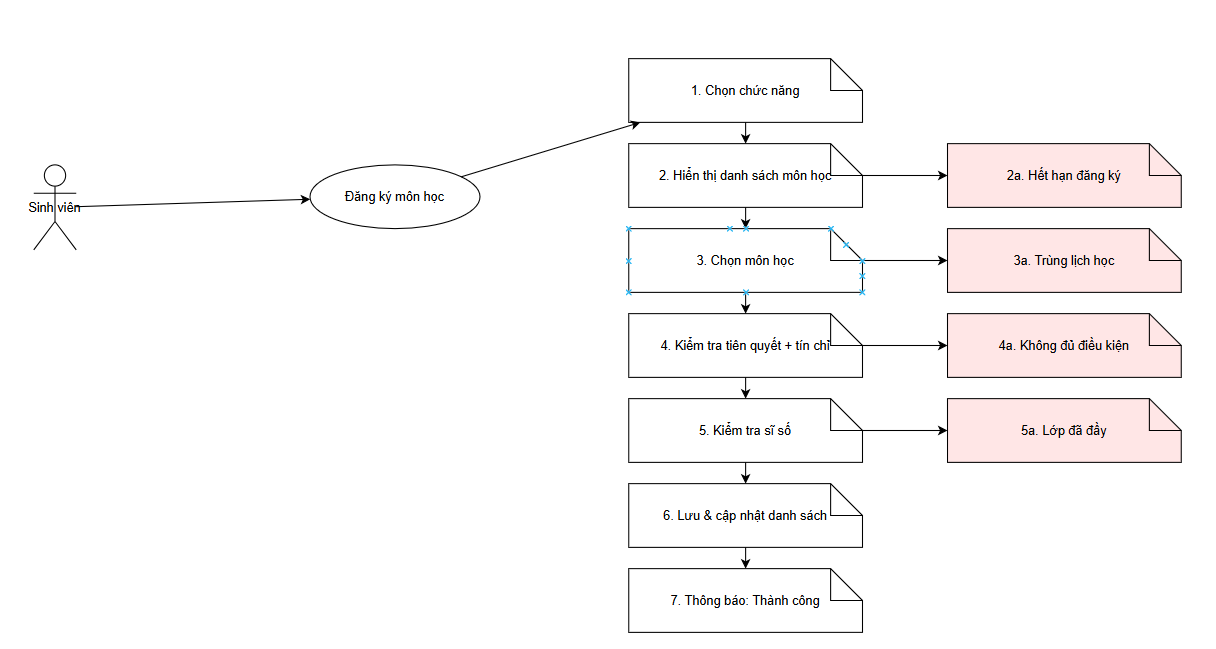 Sinh viên
Đăng ký môn học
1. Chọn chức năng
2. Hiển thị danh sách môn học
2a. Hết hạn đăng ký
3. Chọn môn học
3a. Trùng lịch học
4. Kiểm tra tiên quyết + tín chỉ
4a. Không đủ điều kiện
5. Kiểm tra sĩ số
5a. Lớp đã đầy
6. Lưu & cập nhật danh sách
7. Thông báo: Thành công